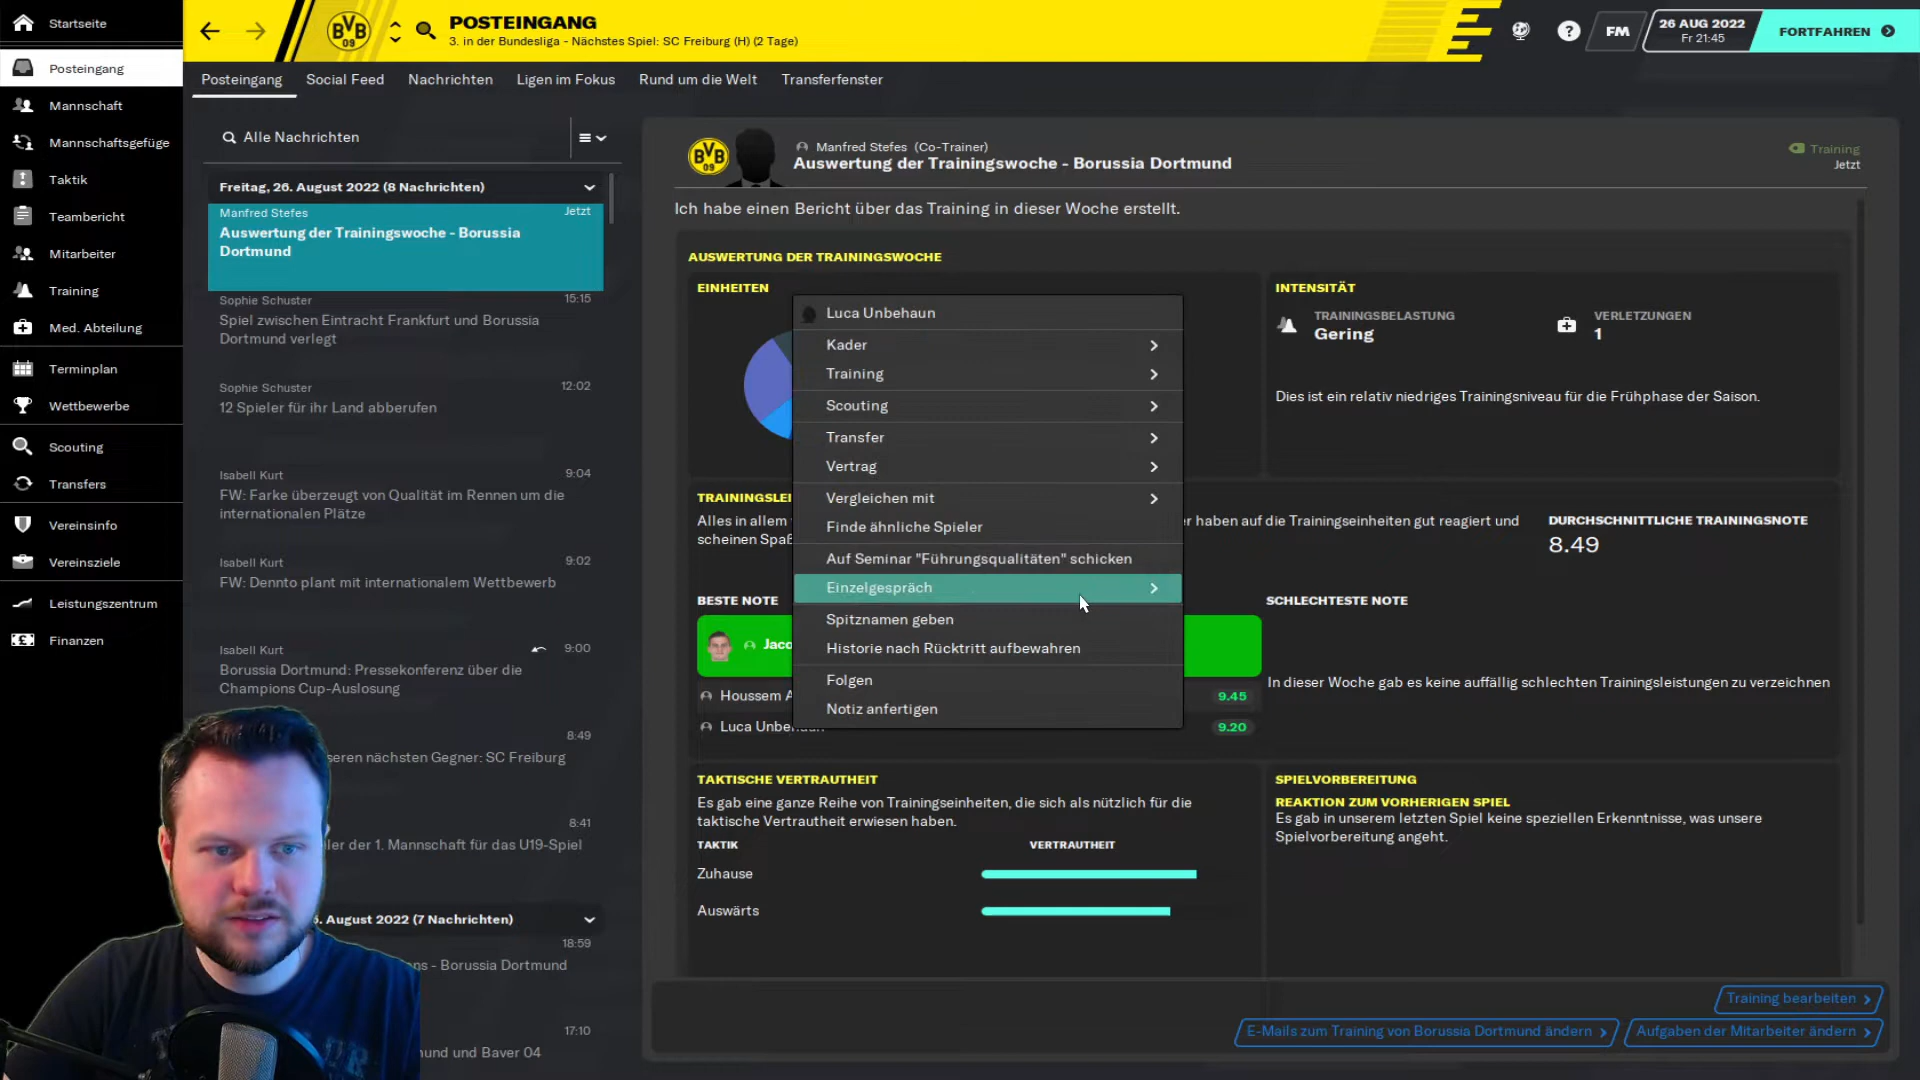 Startseite
Posteingang
Mannschaft
Mannschaftsgefüge
Taktik
Teambericht
Mitarbeiter
Training
Med. Abteilung
Terminplan
Wettbewerbe
Scouting
Transfers
Vereinsinfo
Vereinsziele
Leistungszentrum
Finanzen
BVB
09
POSTEINGANG
3. in der Bundesliga - Nächstes Spiel: SC Freiburg (H) (2 Tage)
?
FM
26 AUG 2022
Fr 21:45
FORTFAHREN
Posteingang
Social Feed
Nachrichten
Ligen im Fokus
Rund um die Welt
Transferfenster
Alle Nachrichten
Freitag, 26. August 2022 (8 Nachrichten)
Manfred Stefes
Jetzt
Auswertung der Trainingswoche - Borussia
Dortmund
Sophie Schuster
15:15
Spiel zwischen Eintracht Frankfurt und Borussia
Dortmund verlegt
Sophie Schuster
12:02
12 Spieler für ihr Land abberufen
Isabell Kurt
9:04
FW: Farke überzeugt von Qualität im Rennen um die
internationalen Plätze
Isabell Kurt
9:02
FW: Dennto plant mit internationalem Wettbewerb
Isabell Kurt
9:00
Borussia Dortmund: Pressekonferenz über die
Champions Cup-Auslosung
8:49
nächsten Gegner: SC Freiburg
8:41
der 1. Mannschaft für das U19-Spiel
August 2022 (7 Nachrichten)
18:59
- Borussia Dortmund
17:10
und Bayer 04
BVB
09
Manfred Stefes (Co-Trainer)
Auswertung der Trainingswoche - Borussia Dortmund
Training
Jetzt
Ich habe einen Bericht über das Training in dieser Woche erstellt.
AUSWERTUNG DER TRAININGSWOCHE
EINHEITEN
Luca Unbehaun
Kader
Training
Scouting
Transfer
Vertrag
Vergleichen mit
Finde ähnliche Spieler
Auf Seminar "Führungsqualitäten" schicken
Einzelgespräch
Spitznamen geben
Historie nach Rücktritt aufbewahren
Folgen
Notiz anfertigen
INTENSITÄT
TRAININGSBELASTUNG
Gering
VERLETZUNGEN
1
Dies ist ein relativ niedriges Trainingsniveau für die Frühphase der Saison.
Alles in allem
haben auf die Trainingseinheiten gut reagiert und
scheinen
DURCHSCHNITTLICHE TRAININGSNOTE
8.49
BESTE NOTE
Houssem
9.45
Luca
9.20
SCHLECHTESTE NOTE
In dieser Woche gab es keine auffällig schlechten Trainingsleistungen zu verzeichnen
TAKTISCHE VERTRAUTHEIT
Es gab eine ganze Reihe von Trainingseinheiten, die sich als nützlich für die
taktische Vertrautheit erwiesen haben.
TAKTIK
VERTRAUTHEIT
Zuhause
Auswärts
SPIELVORBEREITUNG
REAKTION ZUM VORHERIGEN SPIEL
Es gab in unserem letzten Spiel keine speziellen Erkenntnisse, was unsere
Spielvorbereitung angeht.
Training bearbeiten
E-Mails zum Training von Borussia Dortmund ändern
Aufgaben der Mitarbeiter ändern